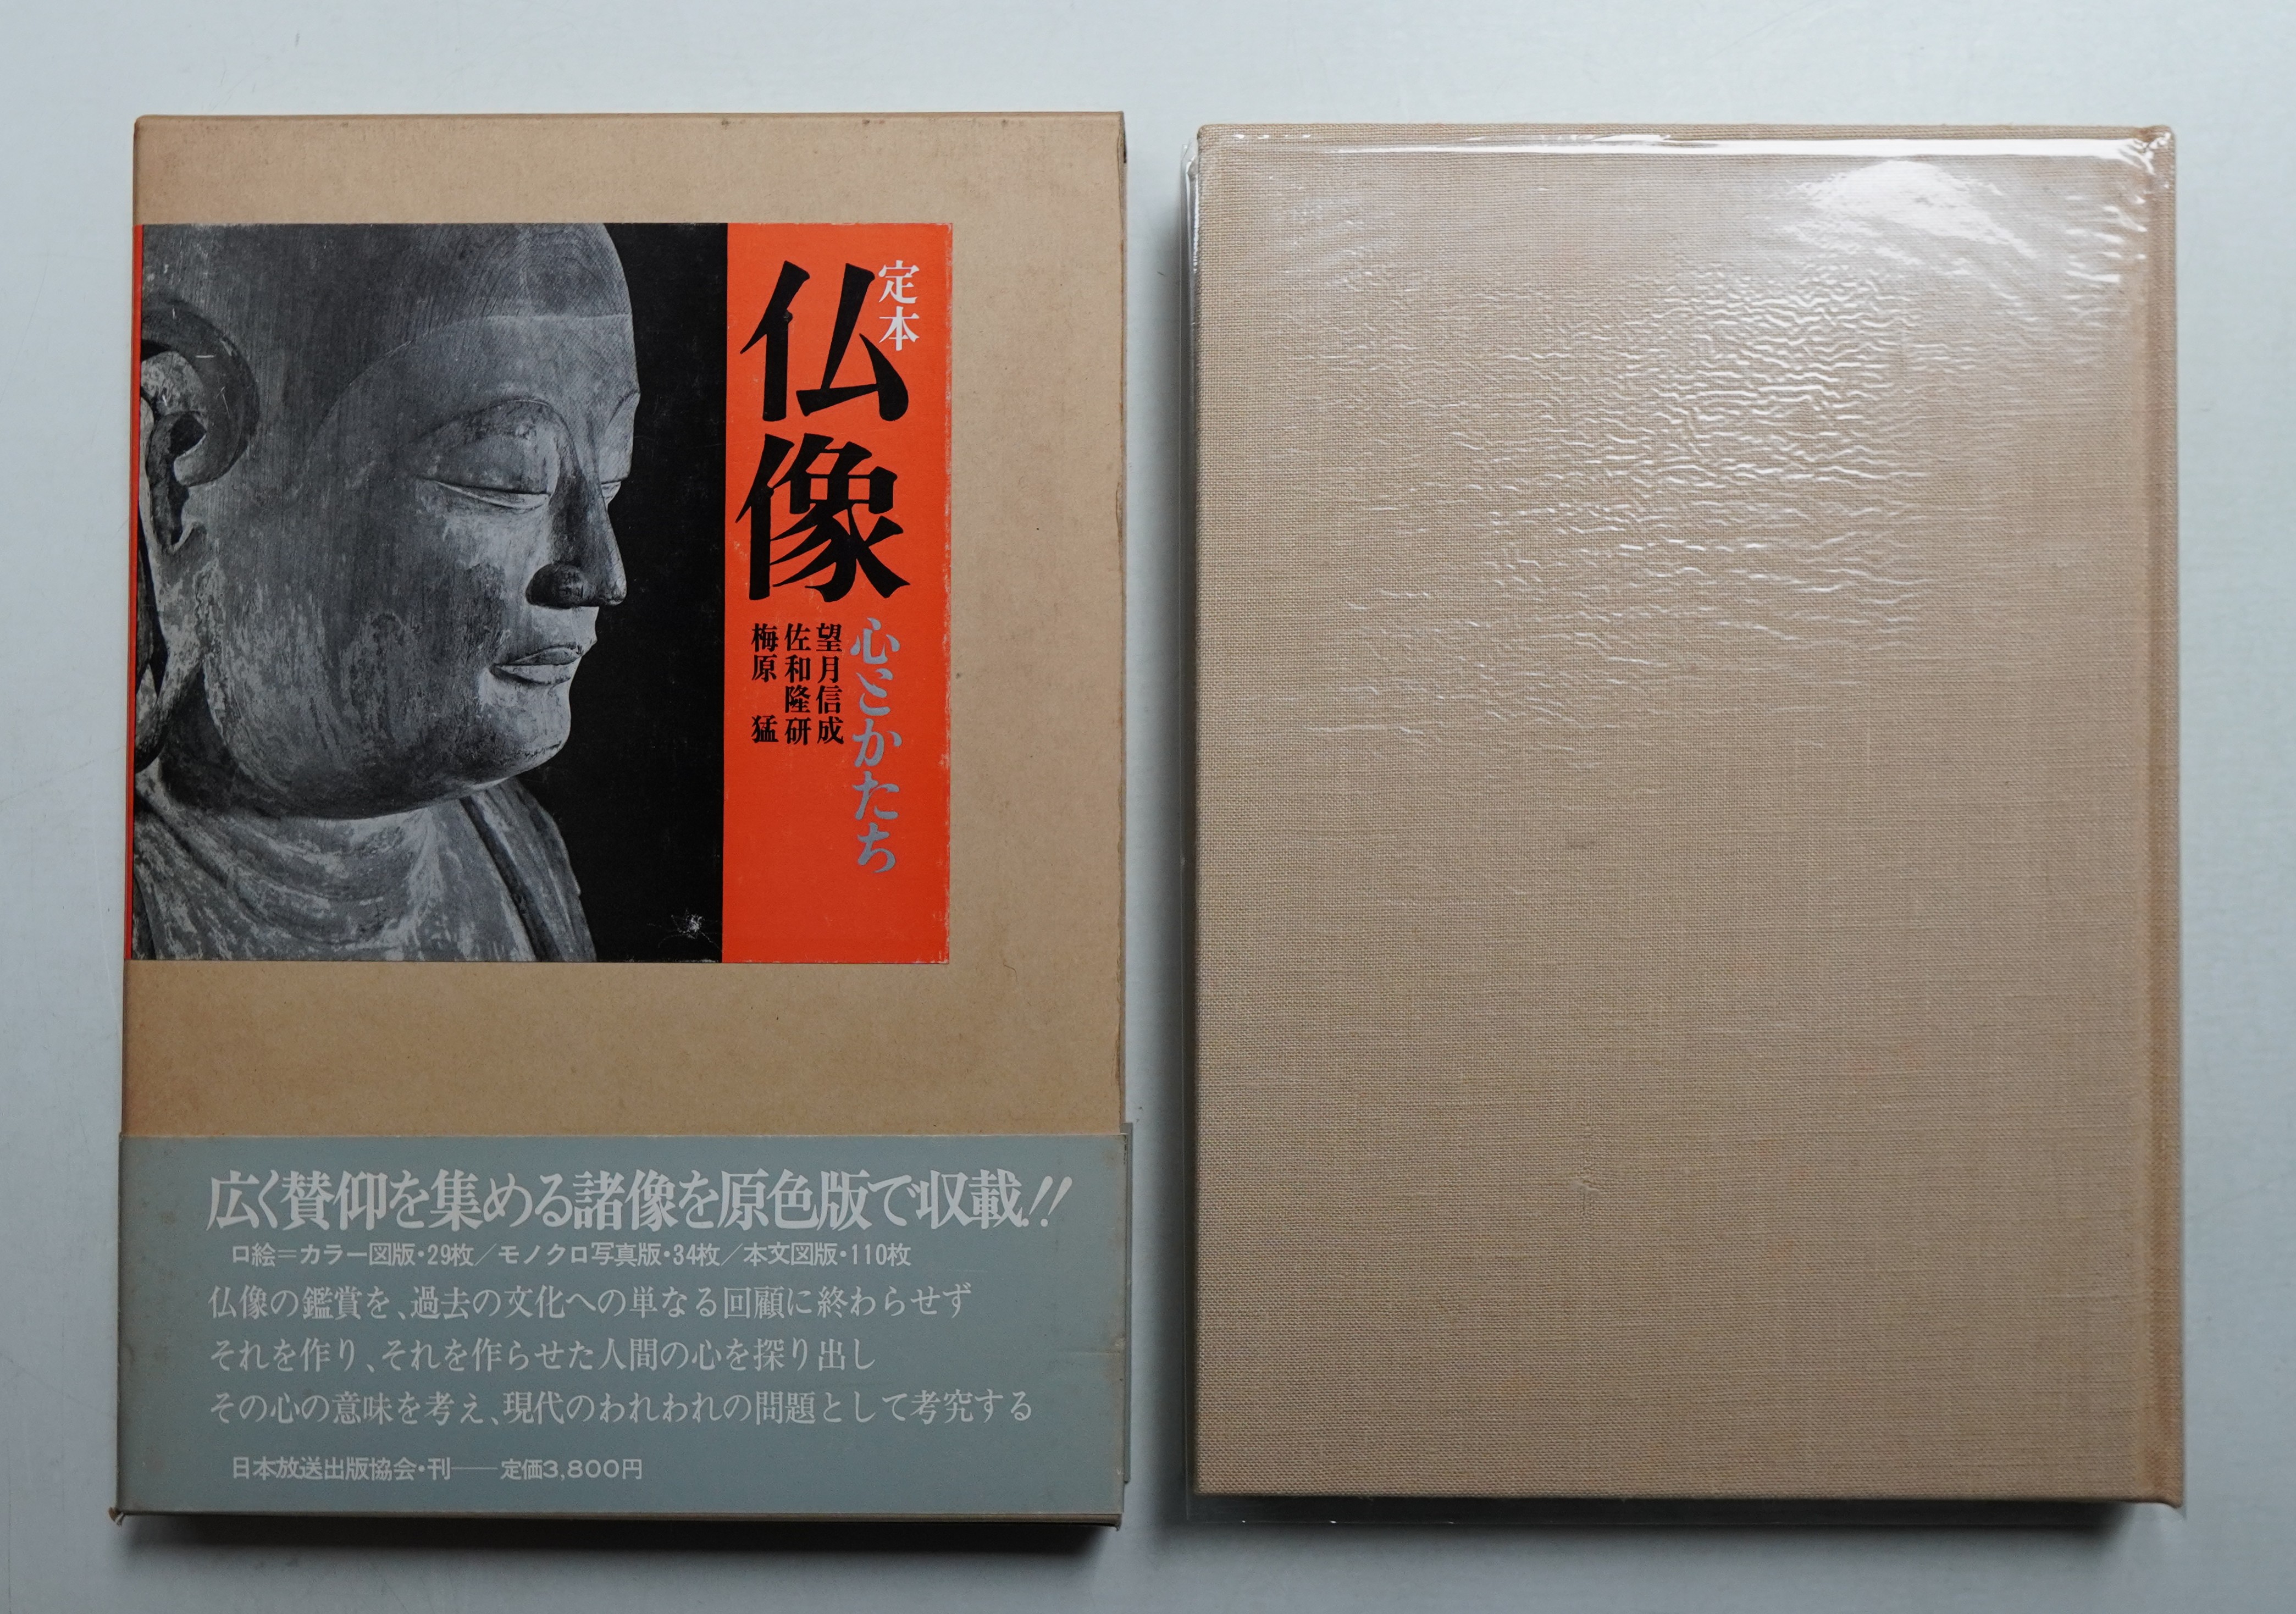 定本
仏像
心とかたち
望月信成
佐和隆研
梅原 猛
広く賛仰を集める諸像を原色版で収載!!
口絵=カラー図版・29枚/モノクロ写真版・34枚/本文図版・110枚
仏像の鑑賞を、過去の文化への単なる回顧に終わらせず
それを作り、それを作らせた人間の心を探り出し
その心の意味を考え、現代のわれわれの問題として考究する
日本放送出版協会・刊──定価3,800円